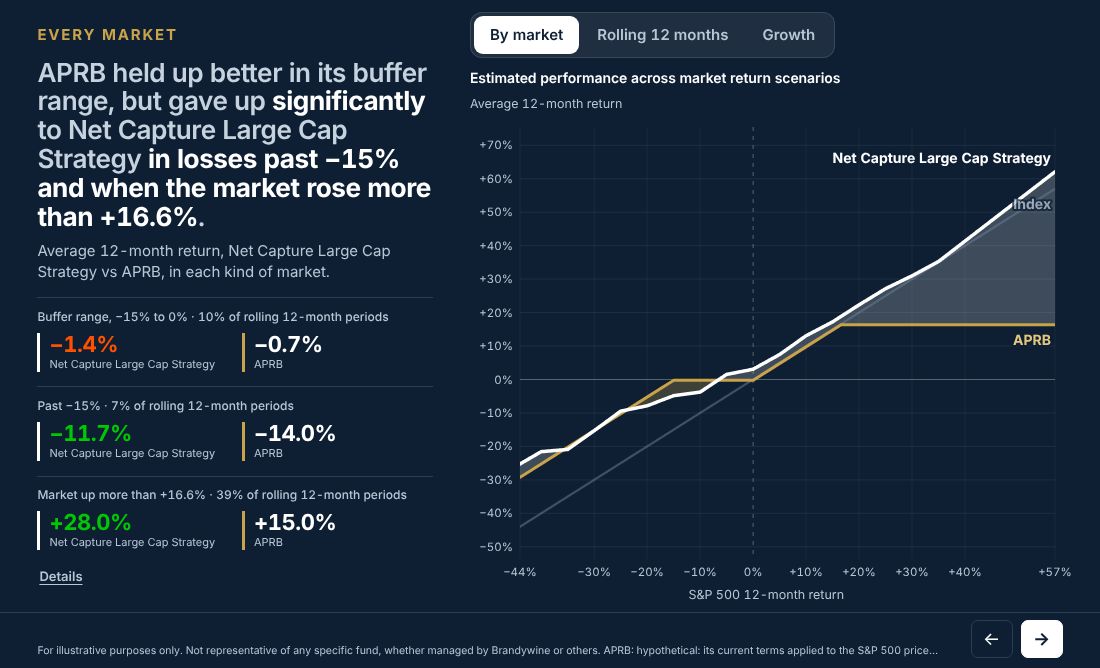 EVERY MARKET
APRB held up better in its buffer
range, but gave up significantly
to Net Capture Large Cap
Strategy in losses past −15%
and when the market rose more
than +16.6%.
Average 12-month return, Net Capture Large Cap
Strategy vs APRB, in each kind of market.
Buffer range, −15% to 0% · 10% of rolling 12-month periods
−1.4%
Net Capture Large Cap Strategy
−0.7%
APRB
Past −15% · 7% of rolling 12-month periods
−11.7%
Net Capture Large Cap Strategy
−14.0%
APRB
Market up more than +16.6% · 39% of rolling 12-month periods
+28.0%
Net Capture Large Cap Strategy
+15.0%
APRB
Details
By market
Rolling 12 months
Growth
Estimated performance across market return scenarios
Average 12-month return
+70%
+60%
+50%
+40%
+30%
+20%
+10%
0%
−10%
−20%
−30%
−40%
−50%
Net Capture Large Cap Strategy
Index
APRB
−44%
−30%
−20%
−10%
0%
+10%
+20%
+30%
+40%
+57%
S&P 500 12-month return
For illustrative purposes only. Not representative of any specific fund, whether managed by Brandywine or others. APRB: hypothetical: its current terms applied to the S&P 500 price…